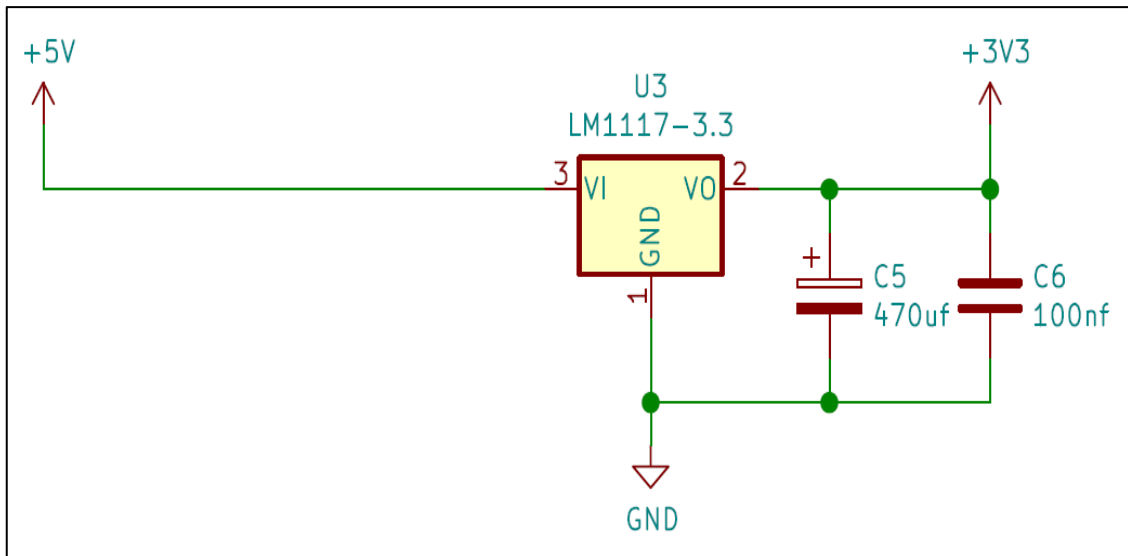 +5V
+3V3
U3
LM1117-3.3
3
VI
VO
2
GND
1
+
C5
470uf
C6
100nf
GND